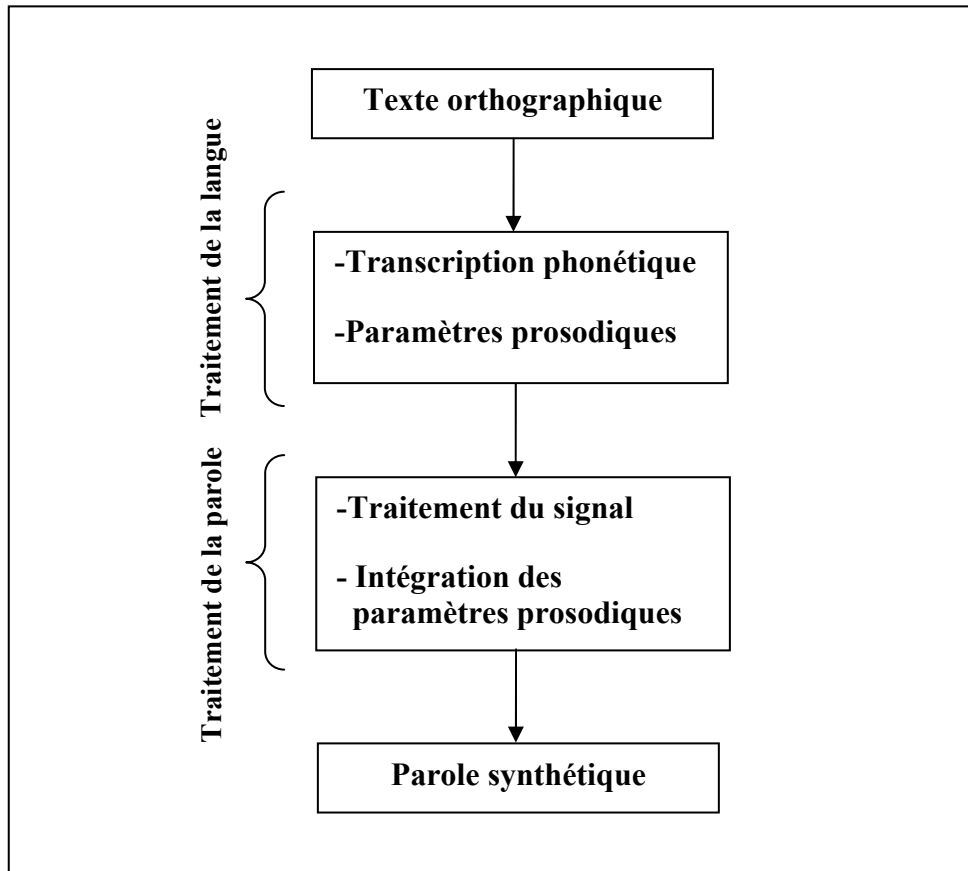 Texte orthographique
Traitement de la langue
-Transcription phonétique
-Paramètres prosodiques
Traitement de la parole
-Traitement du signal
- Intégration des
paramètres prosodiques
Parole synthétique